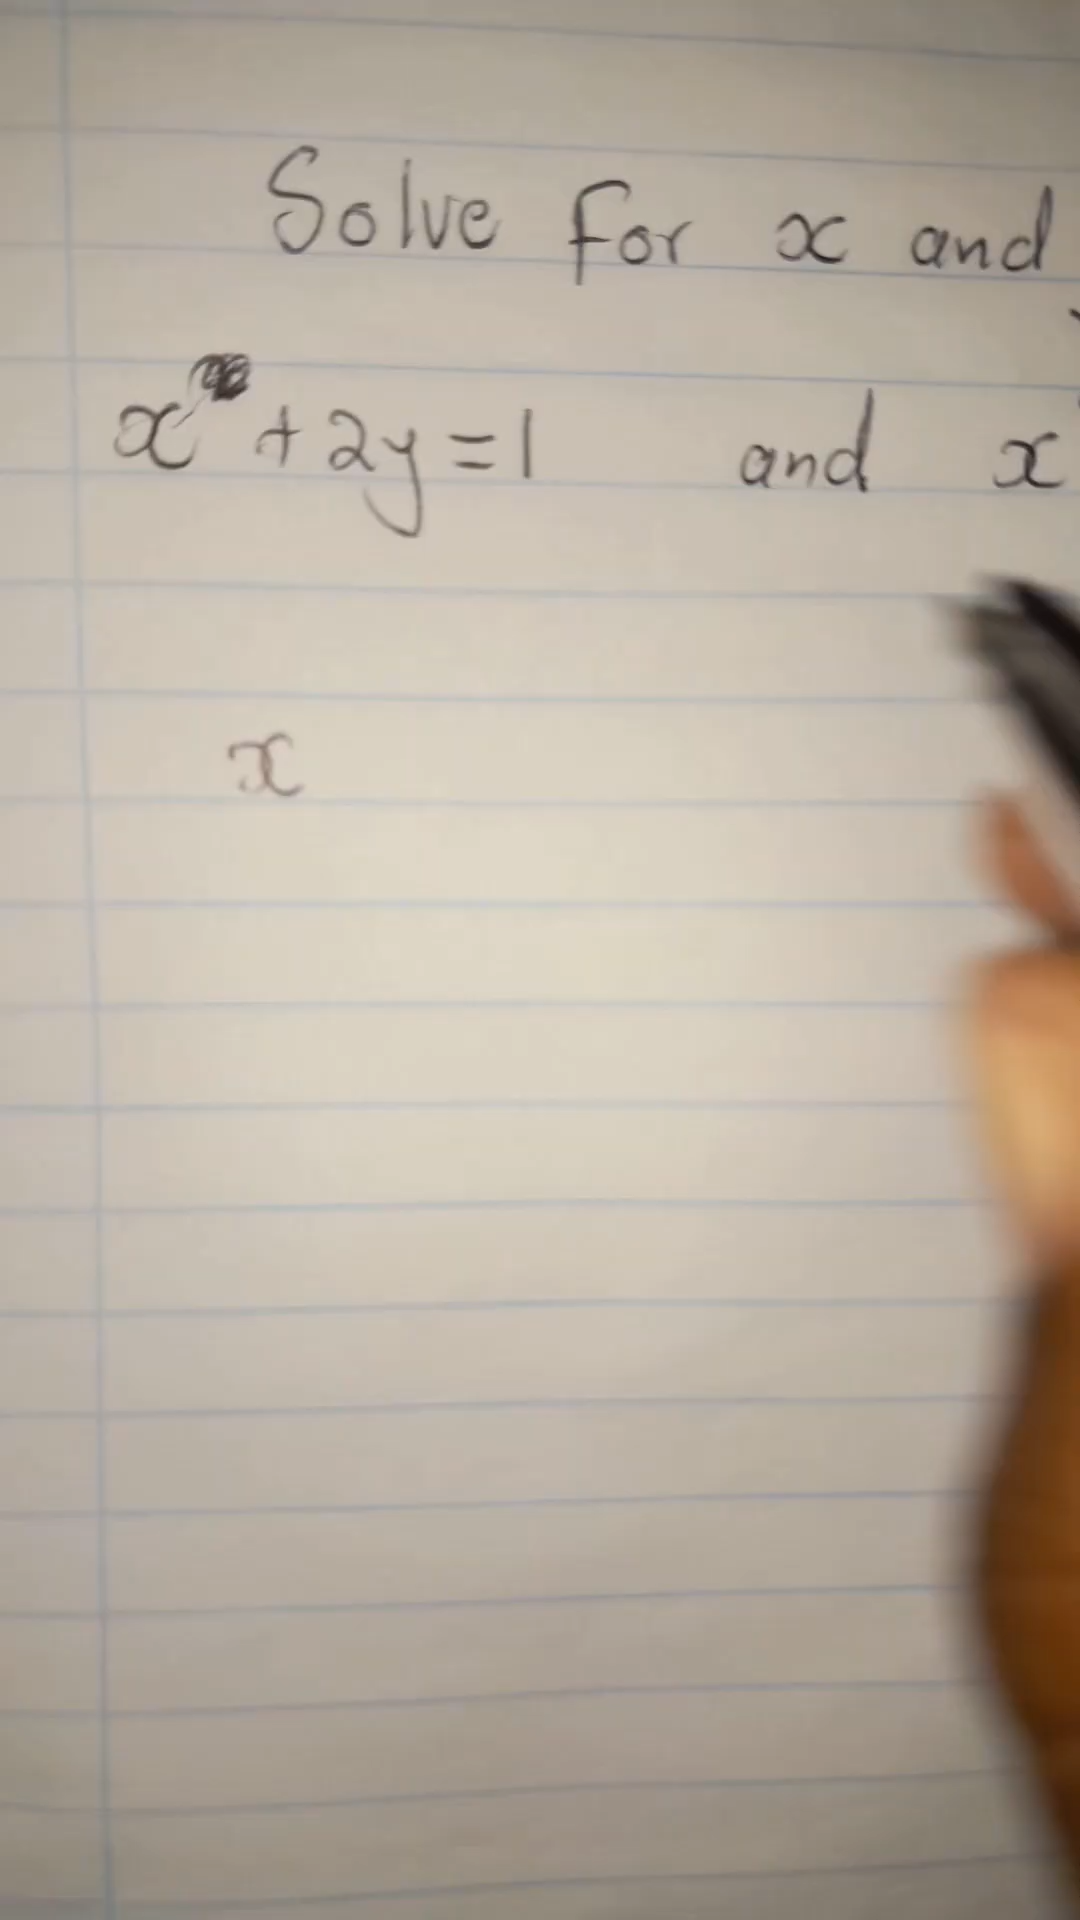 Solve for x and
x + 2y = 1 and x
x